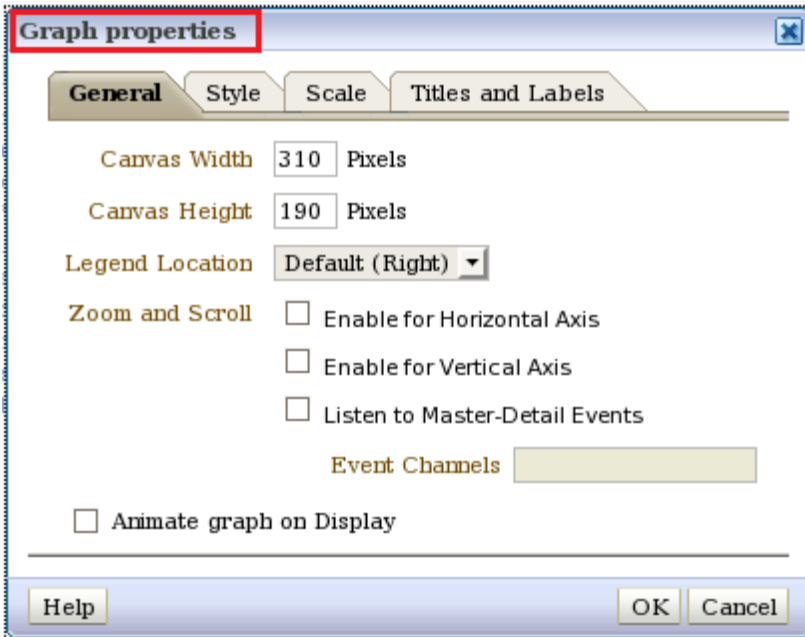 Graph properties
General Style Scale Titles and Labels
Canvas Width 310 Pixels
Canvas Height 190 Pixels
Legend Location Default (Right)
Zoom and Scroll Enable for Horizontal Axis
Enable for Vertical Axis
Listen to Master-Detail Events
Event Channels
Animate graph on Display
Help OK Cancel